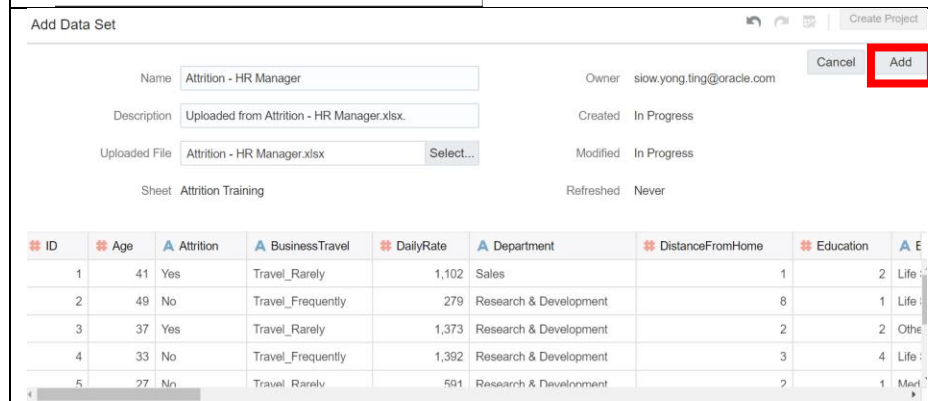 Add Data Set
Create Project
Cancel Add
Name Attrition - HR Manager Owner siow.yong.ting@oracle.com
Description Uploaded from Attrition - HR Manager.xlsx. Created In Progress
Uploaded File Attrition - HR Manager.xlsx Select... Modified In Progress
Sheet Attrition Training Refreshed Never
# ID # Age A Attrition A BusinessTravel # DailyRate A Department # DistanceFromHome # Education A E
1 41 Yes Travel_Rarely 1,102 Sales 1 2 Life
2 49 No Travel_Frequently 279 Research & Development 8 1 Life
3 37 Yes Travel_Rarely 1,373 Research & Development 2 2 Othe
4 33 No Travel_Frequently 1,392 Research & Development 3 4 Life
5 27 No Travel_Rarely 591 Research & Development 2 1 Med